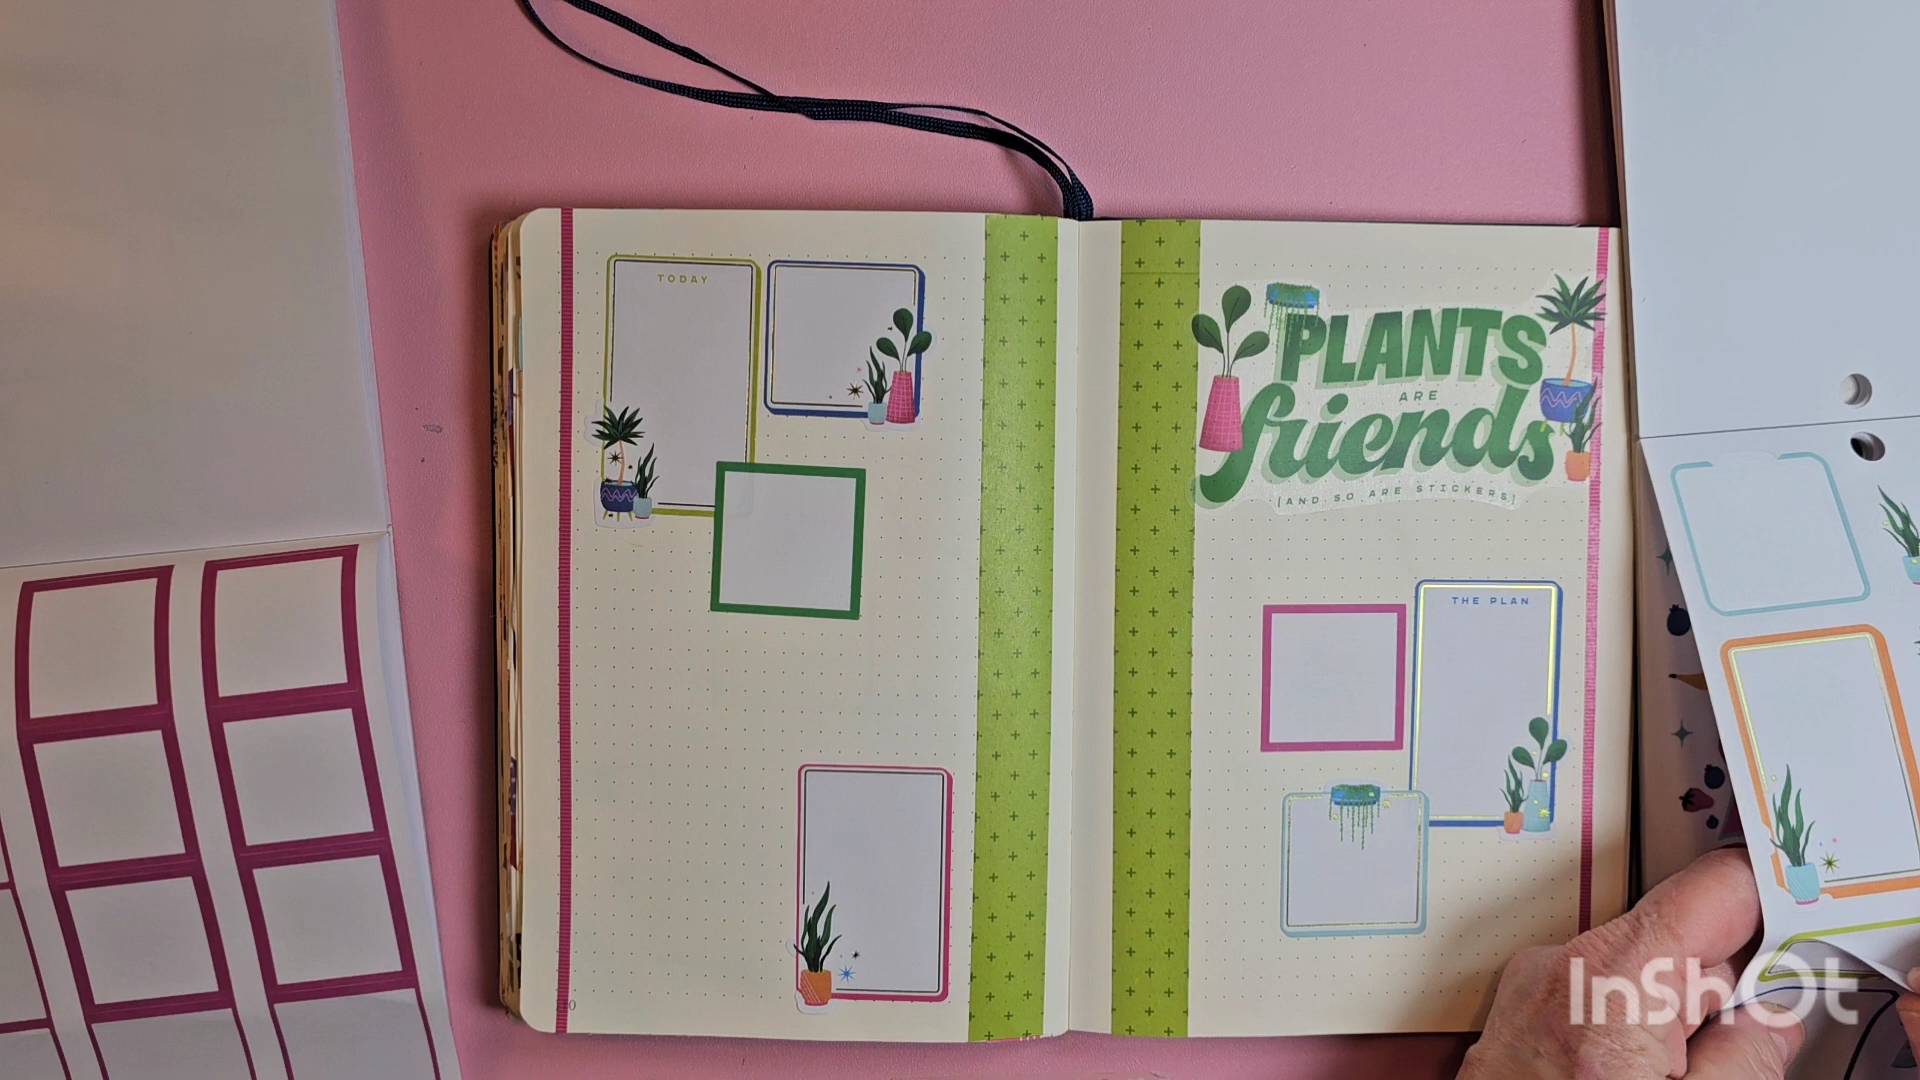 TODAY
PLANTS
ARE
friends
(AND SO ARE STICKERS)
THE PLAN
InShOt